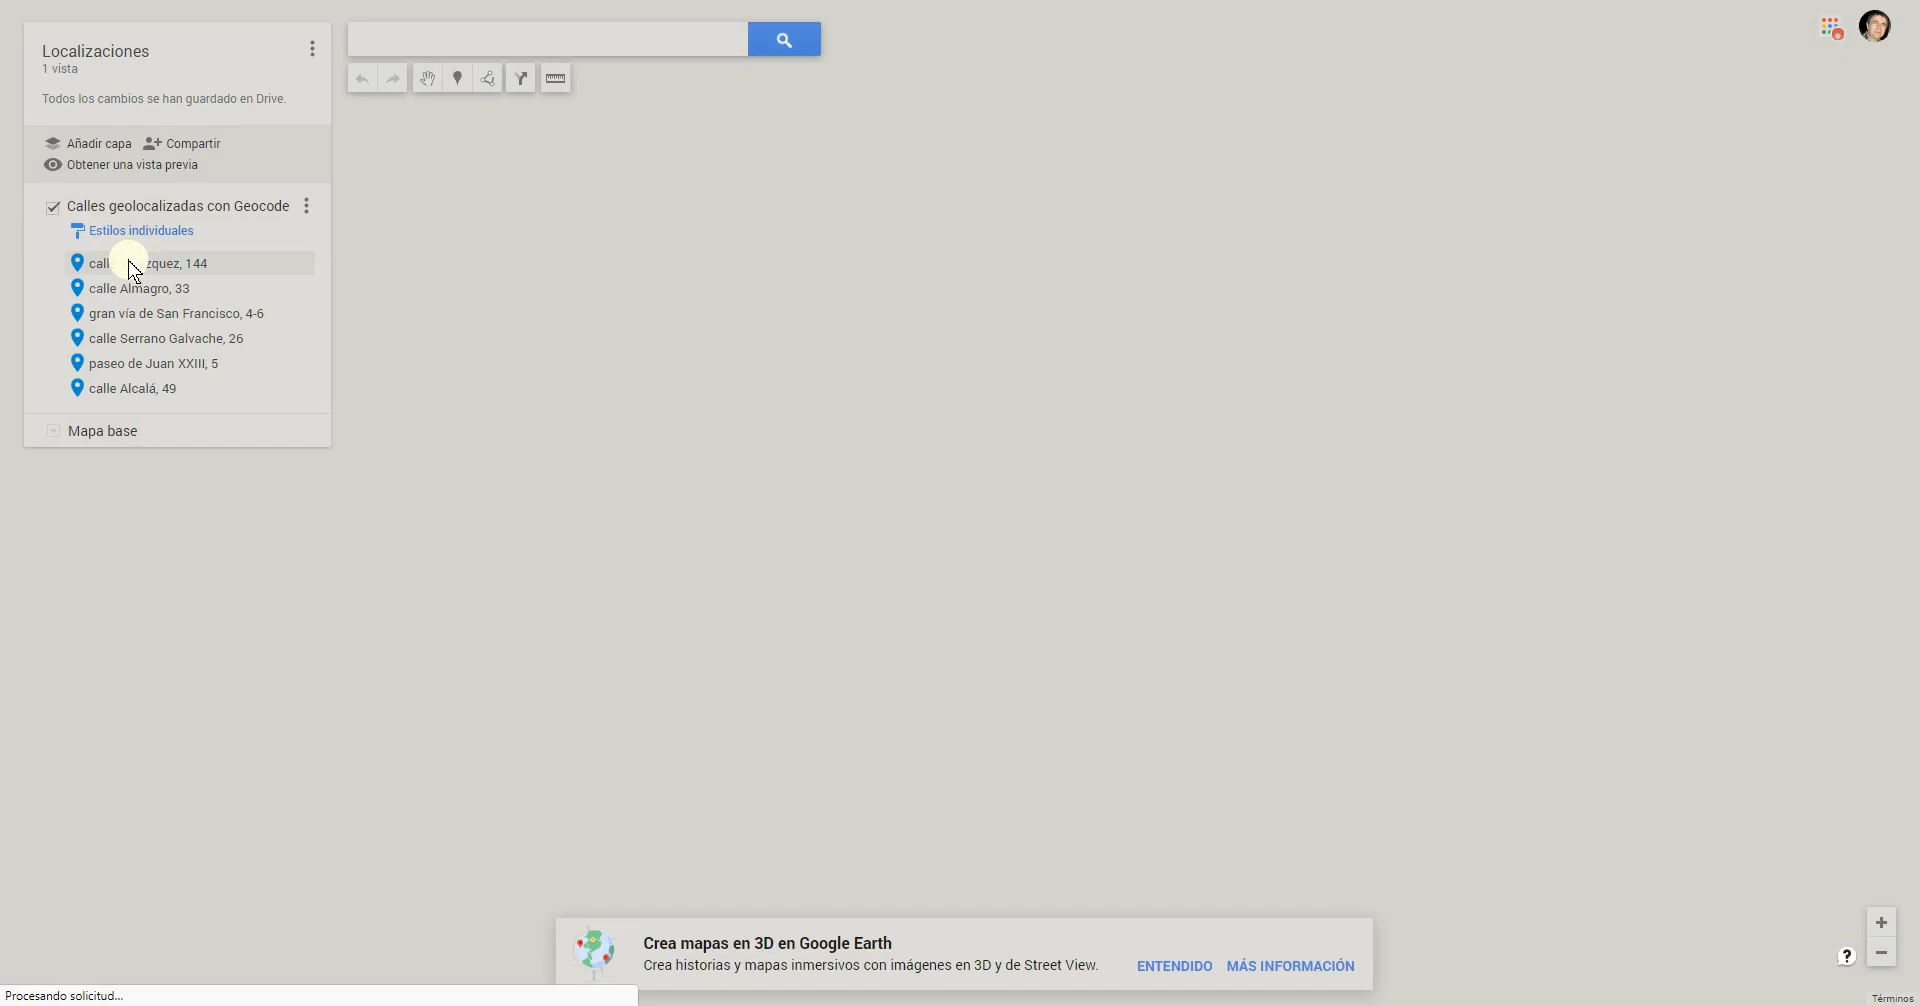 Localizaciones
1 vista
Todos los cambios se han guardado en Drive.
Añadir capa
Compartir
Obtener una vista previa
Calles geolocalizadas con Geocode
Estilos individuales
zquez, 144
calle Almagro, 33
gran vía de San Francisco, 4-6
calle Serrano Galvache, 26
paseo de Juan XXIII, 5
calle Alcalá, 49
Mapa base
Crea mapas en 3D en Google Earth
Crea historias y mapas inmersivos con imágenes en 3D y de Street View.
ENTENDIDO
MÁS INFORMACIÓN
Procesando solicitud...
Términos